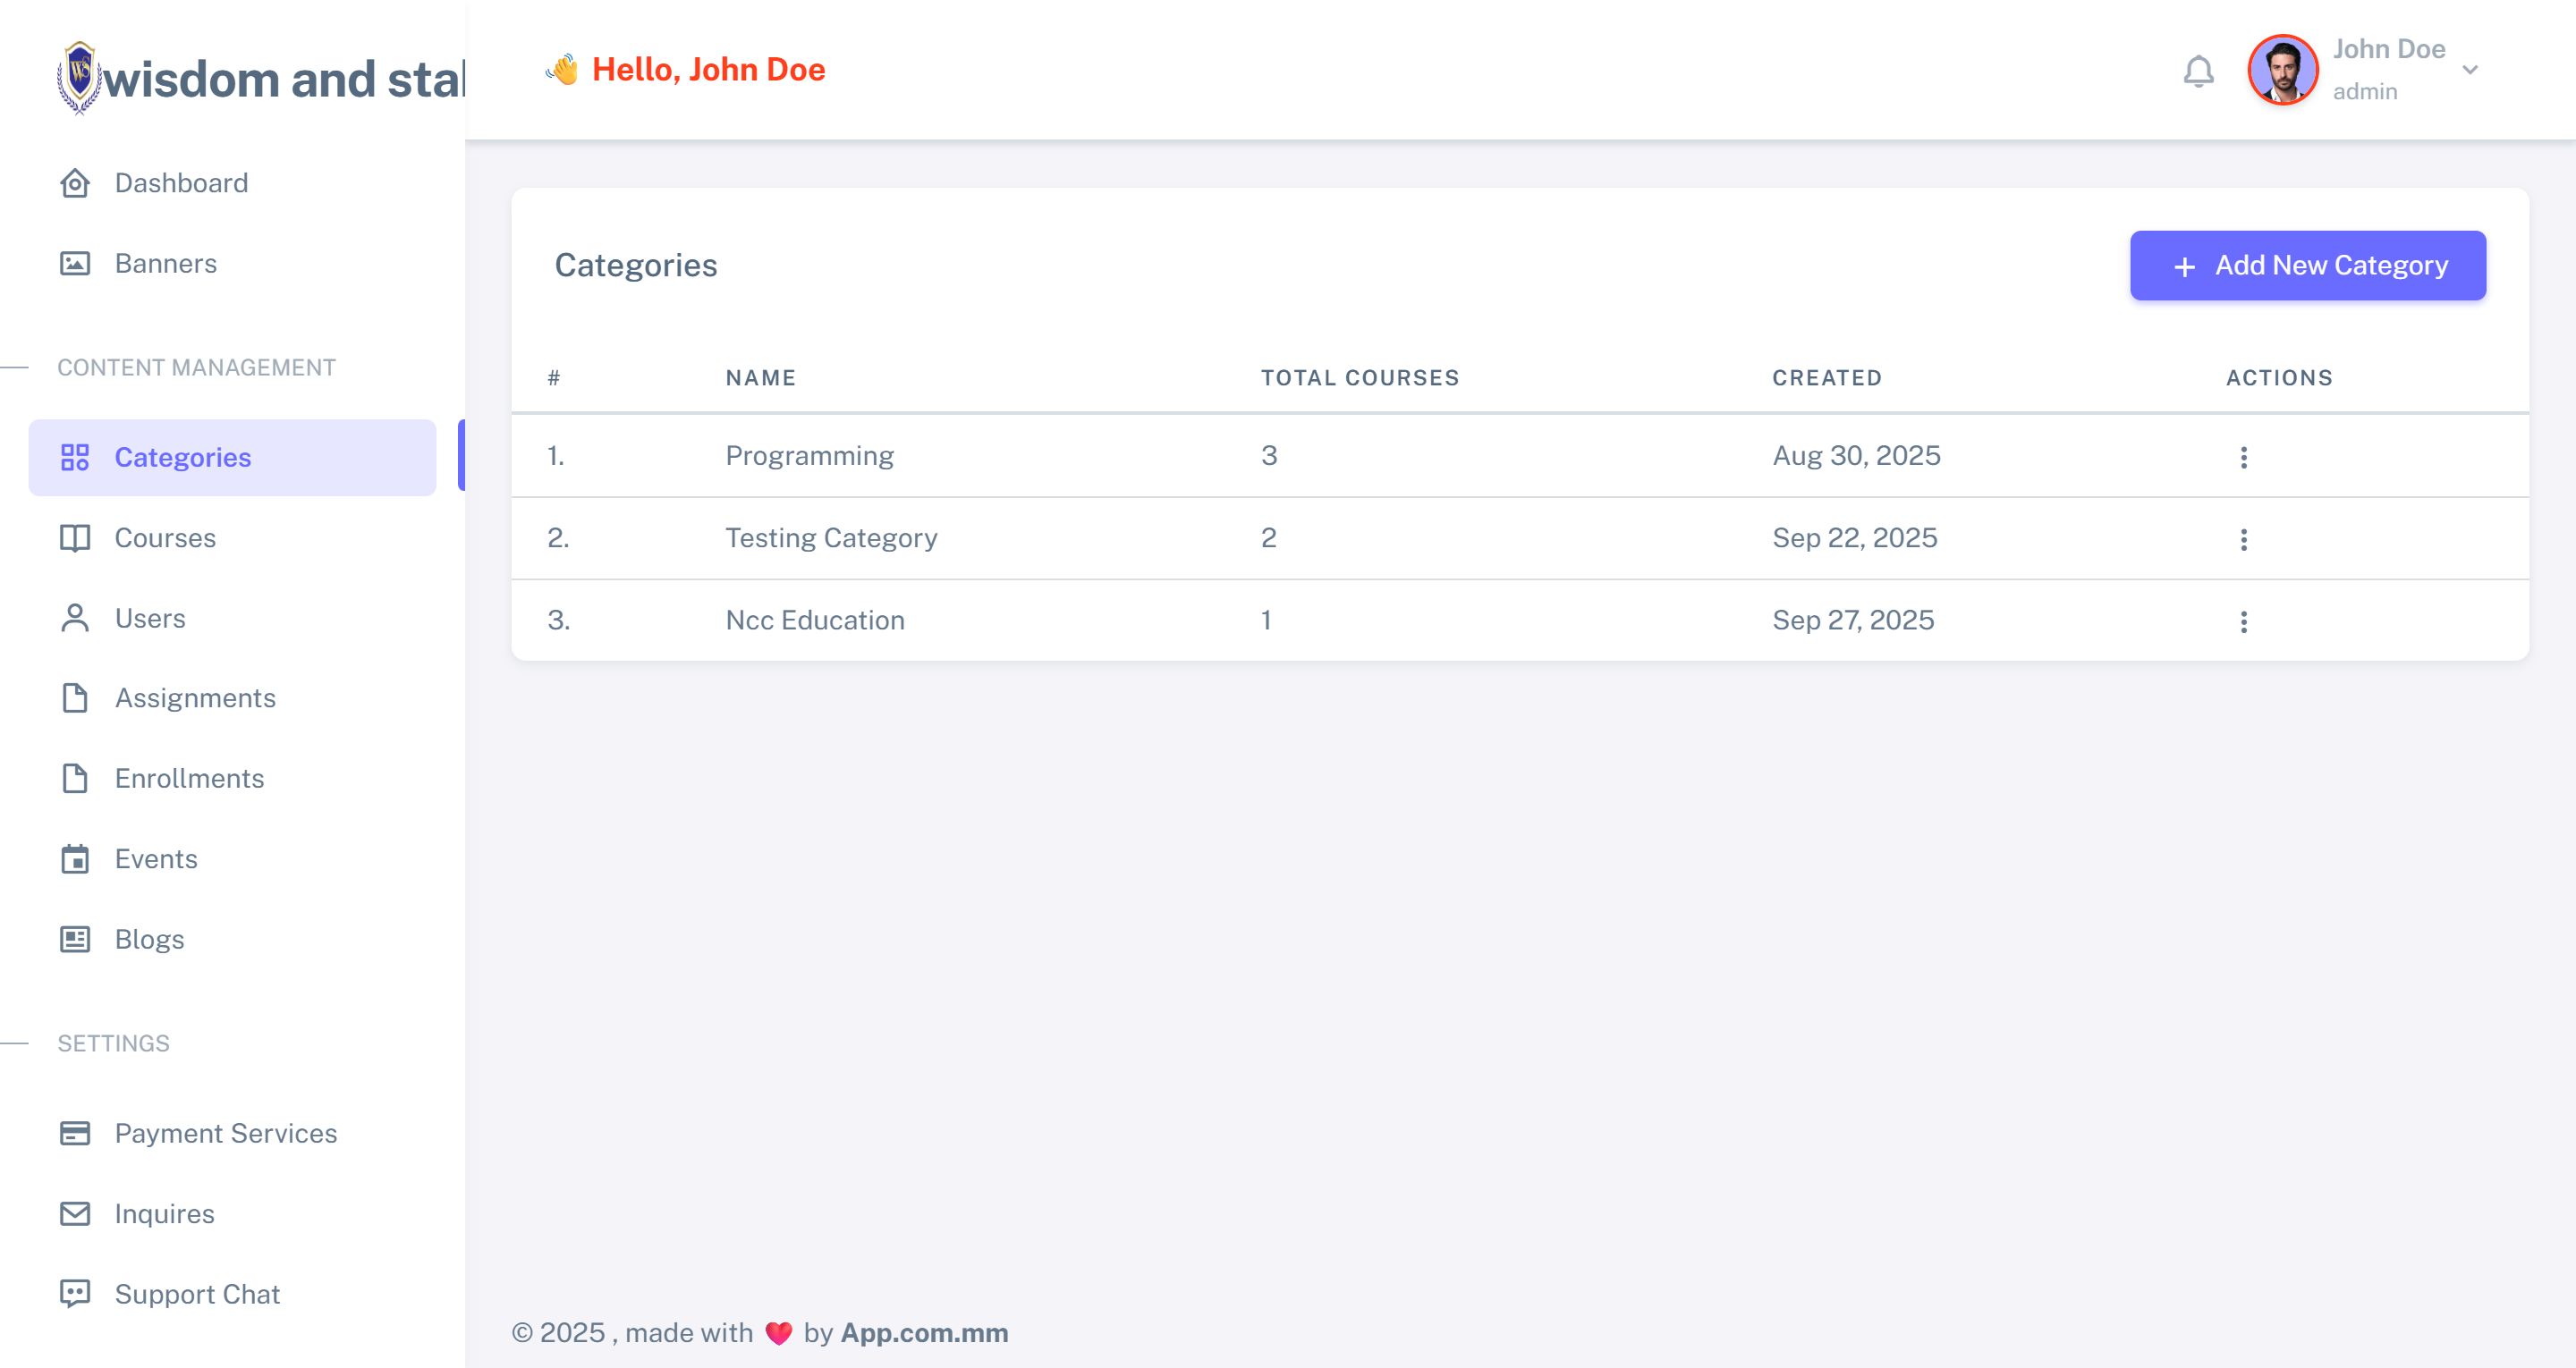 wisdom and sta
Dashboard
Banners
CONTENT MANAGEMENT
Categories
Courses
Users
Assignments
Enrollments
Events
Blogs
SETTINGS
Payment Services
Inquires
Support Chat
👋 Hello, John Doe
John Doe
admin
Categories
+ Add New Category
# NAME TOTAL COURSES CREATED ACTIONS
1. Programming 3 Aug 30, 2025
2. Testing Category 2 Sep 22, 2025
3. Ncc Education 1 Sep 27, 2025
© 2025 , made with ❤️ by App.com.mm